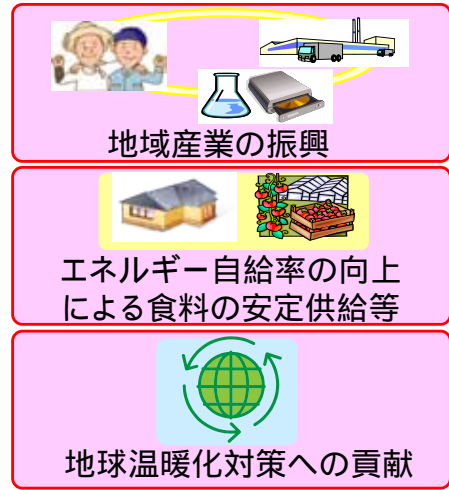 地域産業の振興
エネルギー自給率の向上
による食料の安定供給等
地球温暖化対策への貢献